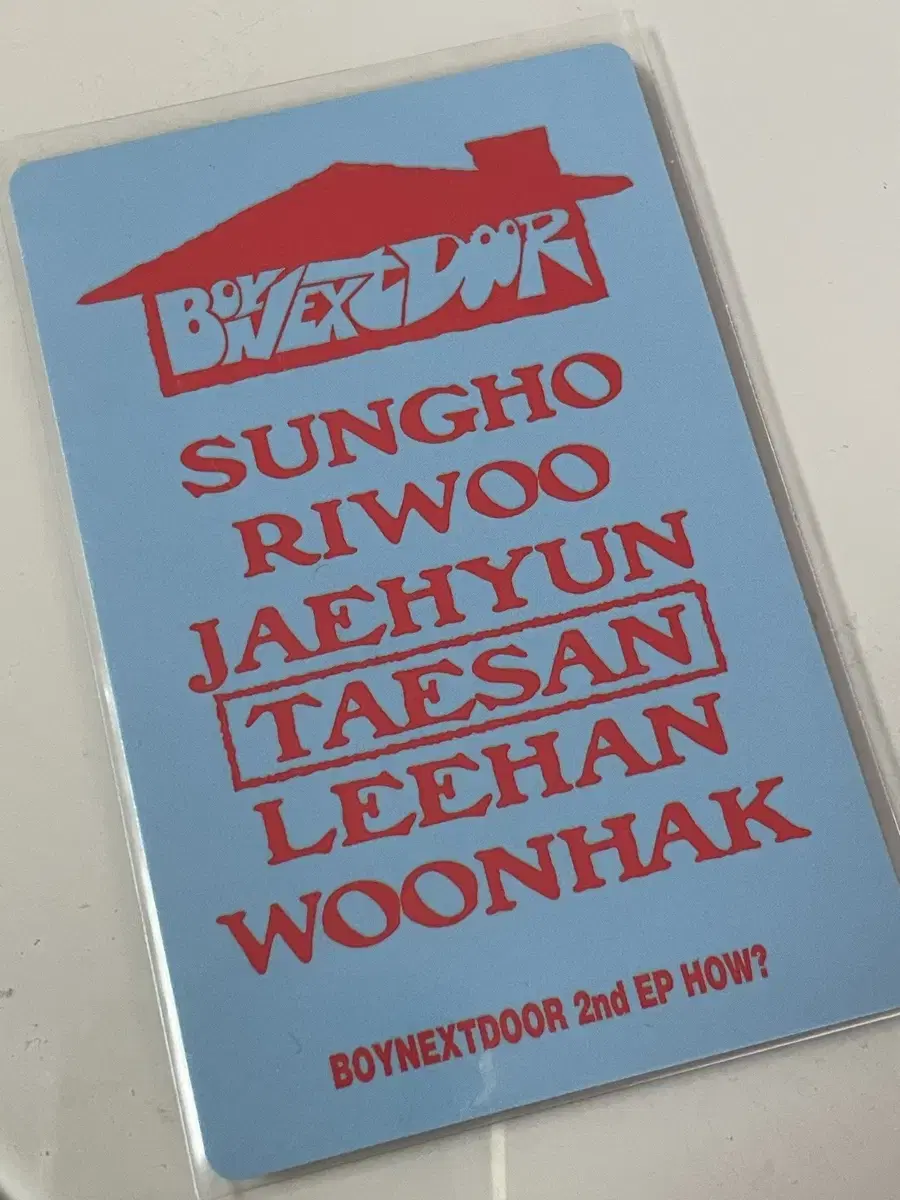 BOYNEXTDOOR
SUNGHO
RIWOO
JAEHYUN
TAESAN
LEEHAN
WOONHAK
BOYNEXTDOOR 2nd EP HOW?